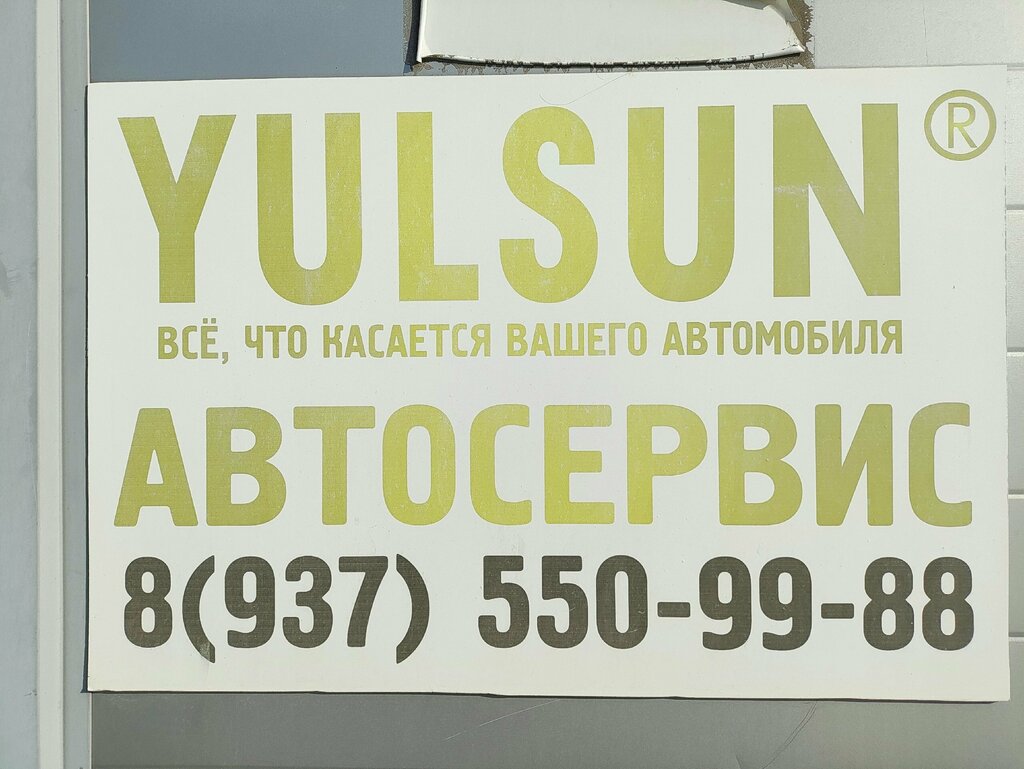 YULSUN®
ВСЁ, ЧТО КАСАЕТСЯ ВАШЕГО АВТОМОБИЛЯ
АВТОСЕРВИС
8(937) 550-99-88